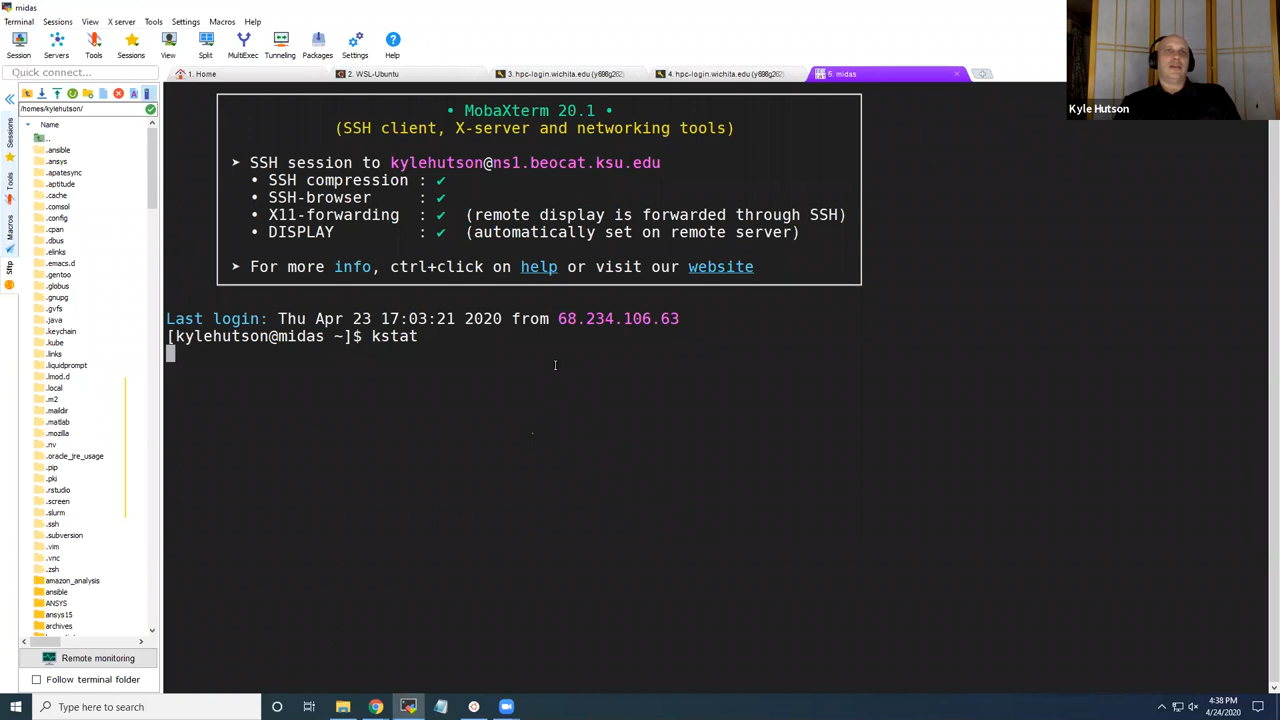 midas
Terminal Sessions View X server Tools Settings Macros Help
Session Servers Tools Sessions View Split MultiExec Tunneling Packages Settings Help
Quick connect...
1. Home
2. WSL-Ubuntu
3. hpc-login.wichita.edu (y698g262)
4. hpc-login.wichita.edu (y698g262)
5. midas
Kyle Hutson
/homes/kylehutson/
Name
..
.ansible
.ansys
.apatesync
.aptitude
.cache
.comsol
.config
.cpan
.dbus
.elinks
.emacs.d
.gentoo
.globus
.gnupg
.gvfs
.java
.keychain
.kube
.links
.liquidprompt
.lmod.d
.local
.m2
.maildir
.matlab
.mozilla
.nv
.oracle_jre_usage
.pip
.pki
.rstudio
.screen
.slurm
.ssh
.subversion
.vim
.vnc
.zsh
amazon_analysis
ansible
ANSYS
ansys15
archives
Sessions
Tools
Macros
Sftp
Remote monitoring
Follow terminal folder
• MobaXterm 20.1 •
(SSH client, X-server and networking tools)
➤ SSH session to kylehutson@ns1.beocat.ksu.edu
• SSH compression : ✔
• SSH-browser : ✔
• X11-forwarding : ✔ (remote display is forwarded through SSH)
• DISPLAY : ✔ (automatically set on remote server)
➤ For more info, ctrl+click on help or visit our website
Last login: Thu Apr 23 17:03:21 2020 from 68.234.106.63
[kylehutson@midas ~]$ kstat
Type here to search
4:38 PM
4/24/2020